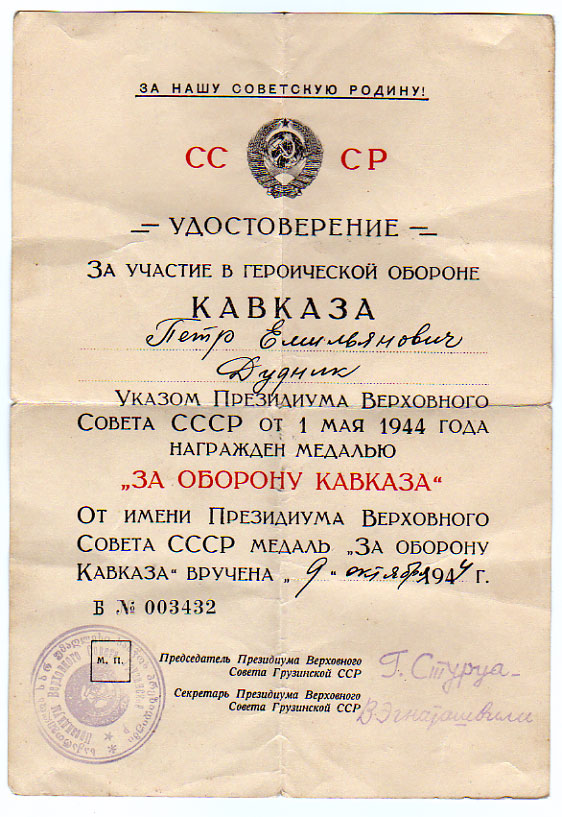 ЗА НАШУ СОВЕТСКУЮ РОДИНУ!
СС СР
УДОСТОВЕРЕНИЕ
ЗА УЧАСТИЕ В ГЕРОИЧЕСКОЙ ОБОРОНЕ
КАВКАЗА
Петр Емильянович
Дудник
УКАЗОМ ПРЕЗИДИУМА ВЕРХОВНОГО
СОВЕТА СССР ОТ 1 МАЯ 1944 ГОДА
НАГРАЖДЕН МЕДАЛЬЮ
„ЗА ОБОРОНУ КАВКАЗА“
ОТ ИМЕНИ ПРЕЗИДИУМА ВЕРХОВНОГО
СОВЕТА СССР МЕДАЛЬ „ЗА ОБОРОНУ
КАВКАЗА“ ВРУЧЕНА „9“ октября 1944 Г.
Б № 003432
М. П.
Председатель Президиума Верховного
Совета Грузинской ССР
Г. Стуруа
Секретарь Президиума Верховного
Совета Грузинской ССР
В Эгнаташвили